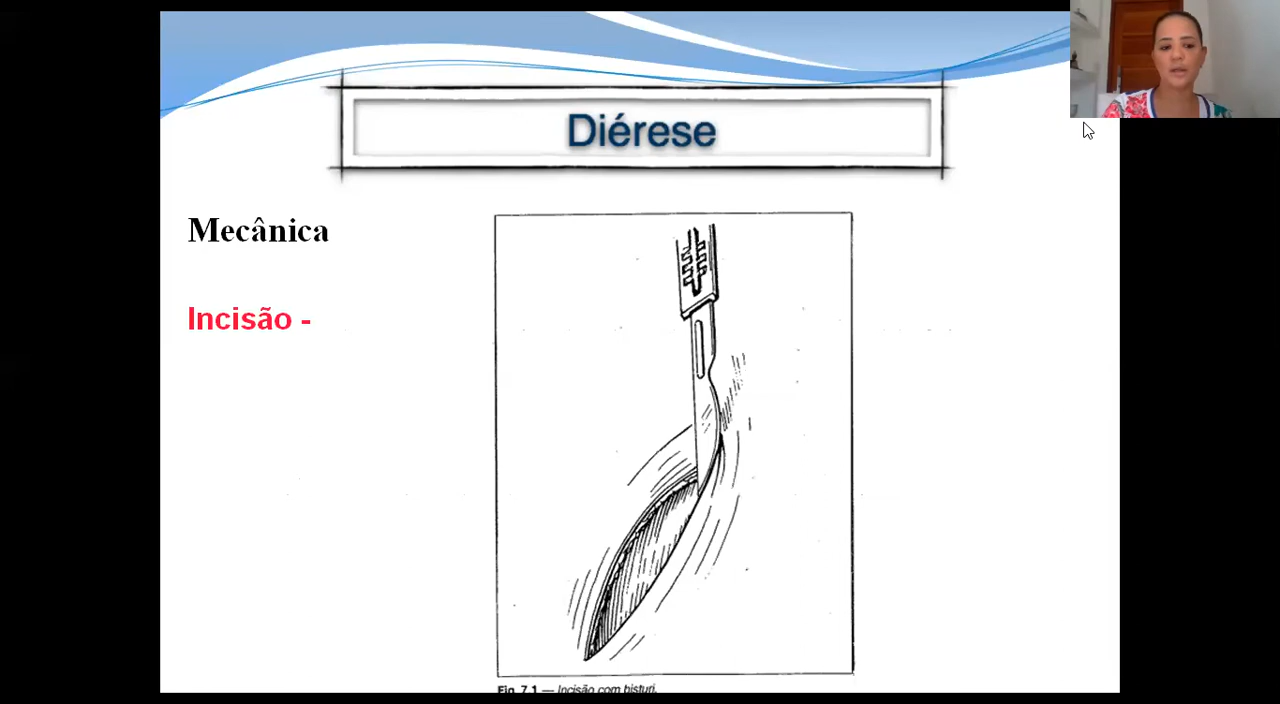 Diérese
Mecânica
Incisão -
Fig. 7.1 — Incisão com bisturi.